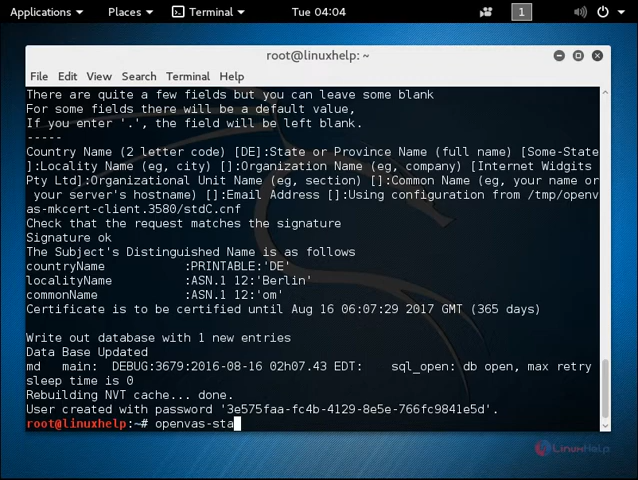 Applications Places Terminal Tue 04:04 1
root@linuxhelp: ~
File Edit View Search Terminal Help
There are quite a few fields but you can leave some blank
For some fields there will be a default value,
If you enter '.', the field will be left blank.
-----
Country Name (2 letter code) [DE]:State or Province Name (full name) [Some-State
]:Locality Name (eg, city) []:Organization Name (eg, company) [Internet Widgits
Pty Ltd]:Organizational Unit Name (eg, section) []:Common Name (eg, your name or
your server's hostname) []:Email Address []:Using configuration from /tmp/openv
as-mkcert-client.3580/stdC.cnf
Check that the request matches the signature
Signature ok
The Subject's Distinguished Name is as follows
countryName :PRINTABLE:'DE'
localityName :ASN.1 12:'Berlin'
commonName :ASN.1 12:'om'
Certificate is to be certified until Aug 16 06:07:29 2017 GMT (365 days)
Write out database with 1 new entries
Data Base Updated
md main: DEBUG:3679:2016-08-16 02h07.43 EDT: sql_open: db open, max retry
sleep time is 0
Rebuilding NVT cache... done.
User created with password '3e575faa-fc4b-4129-8e5e-766fc9841e5d'.
root@linuxhelp:~# openvas-sta
LinuxHelp